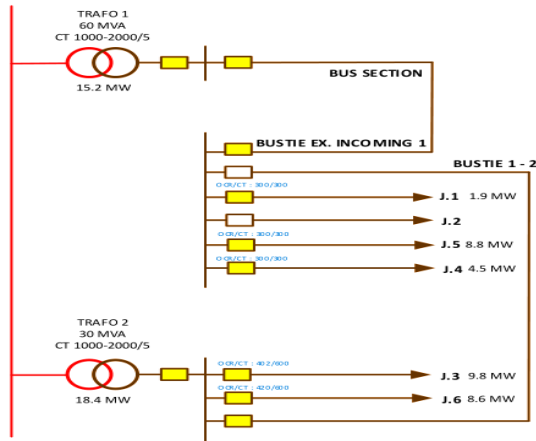 TRAFO 1
60 MVA
CT 1000-2000/5
15.2 MW
BUS SECTION
BUSTIE EX. INCOMING 1
BUSTIE 1 - 2
OCR/CT : 300/300
J.1 1.9 MW
J.2
OCR/CT : 300/300
J.5 8.8 MW
OCR/CT : 300/300
J.4 4.5 MW
TRAFO 2
30 MVA
CT 1000-2000/5
18.4 MW
OCR/CT : 402/600
J.3 9.8 MW
OCR/CT : 420/600
J.6 8.6 MW